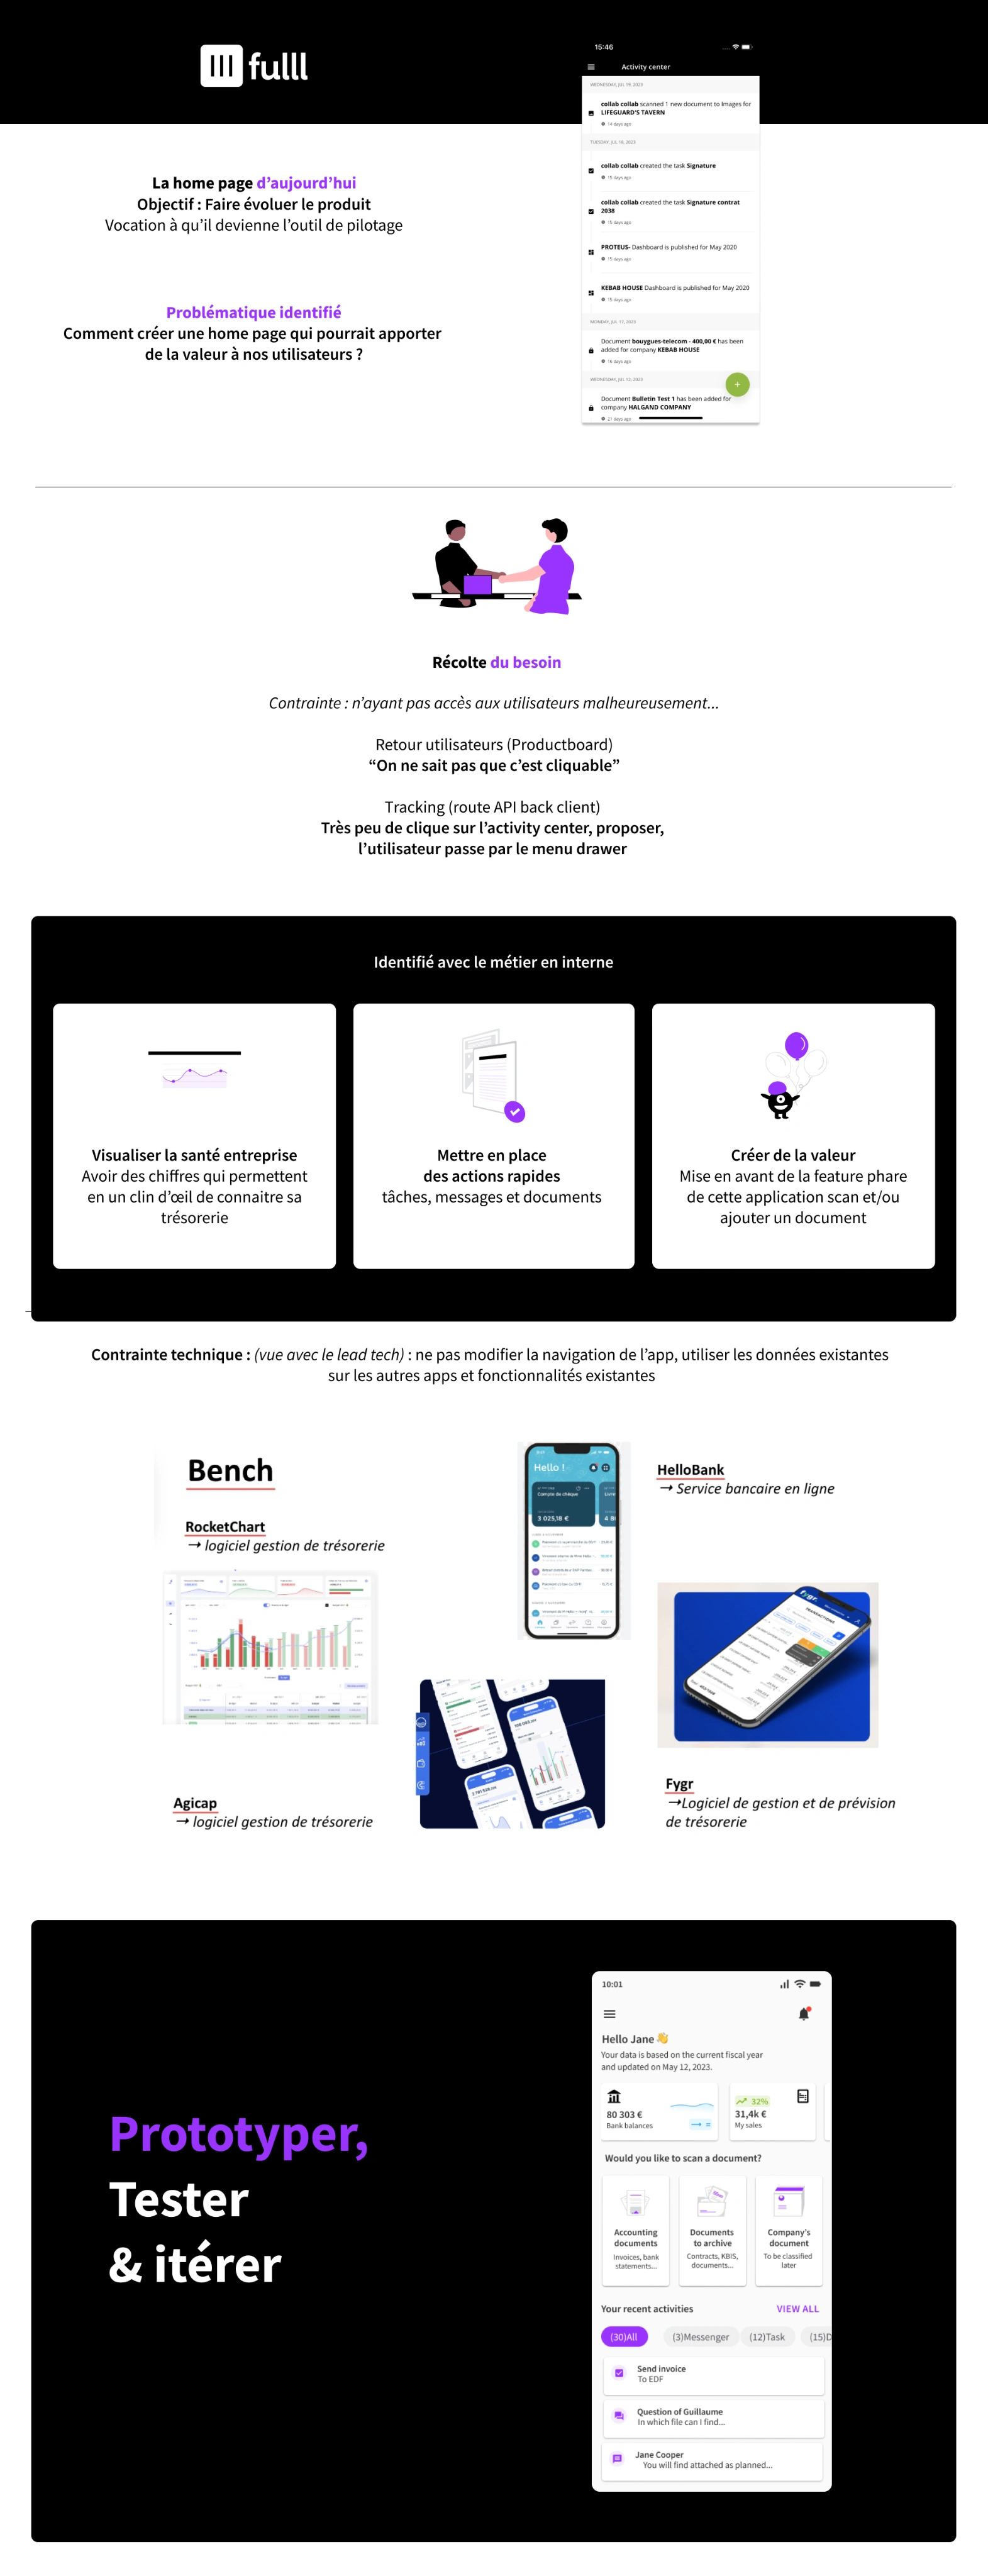 fulll
15:46
Activity center
La home page d'aujourd'hui
Objectif : Faire évoluer le produit
Vocation à qu'il devienne l'outil de pilotage
Problématique identifié
Comment créer une home page qui pourrait apporter
de la valeur à nos utilisateurs ?
WEDNESDAY, JUL 19, 2023
collab collab scanned 1 new document to Images for
LIFEGUARD'S TAVERN
14 days ago
TUESDAY, JUL 18, 2023
collab collab created the task Signature
15 days ago
collab collab created the task Signature contrat
2038
15 days ago
PROTEUS- Dashboard is published for May 2020
15 days ago
KEBAB HOUSE Dashboard is published for May 2020
15 days ago
MONDAY, JUL 17, 2023
Document bouygues-telecom - 400,00 € has been
added for company KEBAB HOUSE
16 days ago
WEDNESDAY, JUL 12, 2023
Document Bulletin Test 1 has been added for
company HALGAND COMPANY
21 days ago
Récolte du besoin
Contrainte : n'ayant pas accès aux utilisateurs malheureusement...
Retour utilisateurs (Productboard)
“On ne sait pas que c'est cliquable”
Tracking (route API back client)
Très peu de clique sur l'activity center, proposer,
l'utilisateur passe par le menu drawer
Identifié avec le métier en interne
Visualiser la santé entreprise
Avoir des chiffres qui permettent
en un clin d'œil de connaitre sa
trésorerie
Mettre en place
des actions rapides
tâches, messages et documents
Créer de la valeur
Mise en avant de la feature phare
de cette application scan et/ou
ajouter un document
Contrainte technique : (vue avec le lead tech) : ne pas modifier la navigation de l'app, utiliser les données existantes
sur les autres apps et fonctionnalités existantes
Bench
RocketChart
→ logiciel gestion de trésorerie
Hello !
Compte de chèque
3 025,18 €
HelloBank
→ Service bancaire en ligne
fygr
TRANSACTIONS
Agicap
→ logiciel gestion de trésorerie
Fygr
→Logiciel de gestion et de prévision
de trésorerie
Prototyper,
Tester
& itérer
10:01
Hello Jane 👋
Your data is based on the current fiscal year
and updated on May 12, 2023.
80 303 €
Bank balances
32%
31,4k €
My sales
Would you like to scan a document?
Accounting
documents
Invoices, bank
statements...
Documents
to archive
Contracts, KBIS,
documents...
Company's
document
To be classified
later
Your recent activities
VIEW ALL
(30)All
(3)Messenger
(12)Task
(15)D
Send invoice
To EDF
Question of Guillaume
In which file can I find...
Jane Cooper
You will find attached as planned...